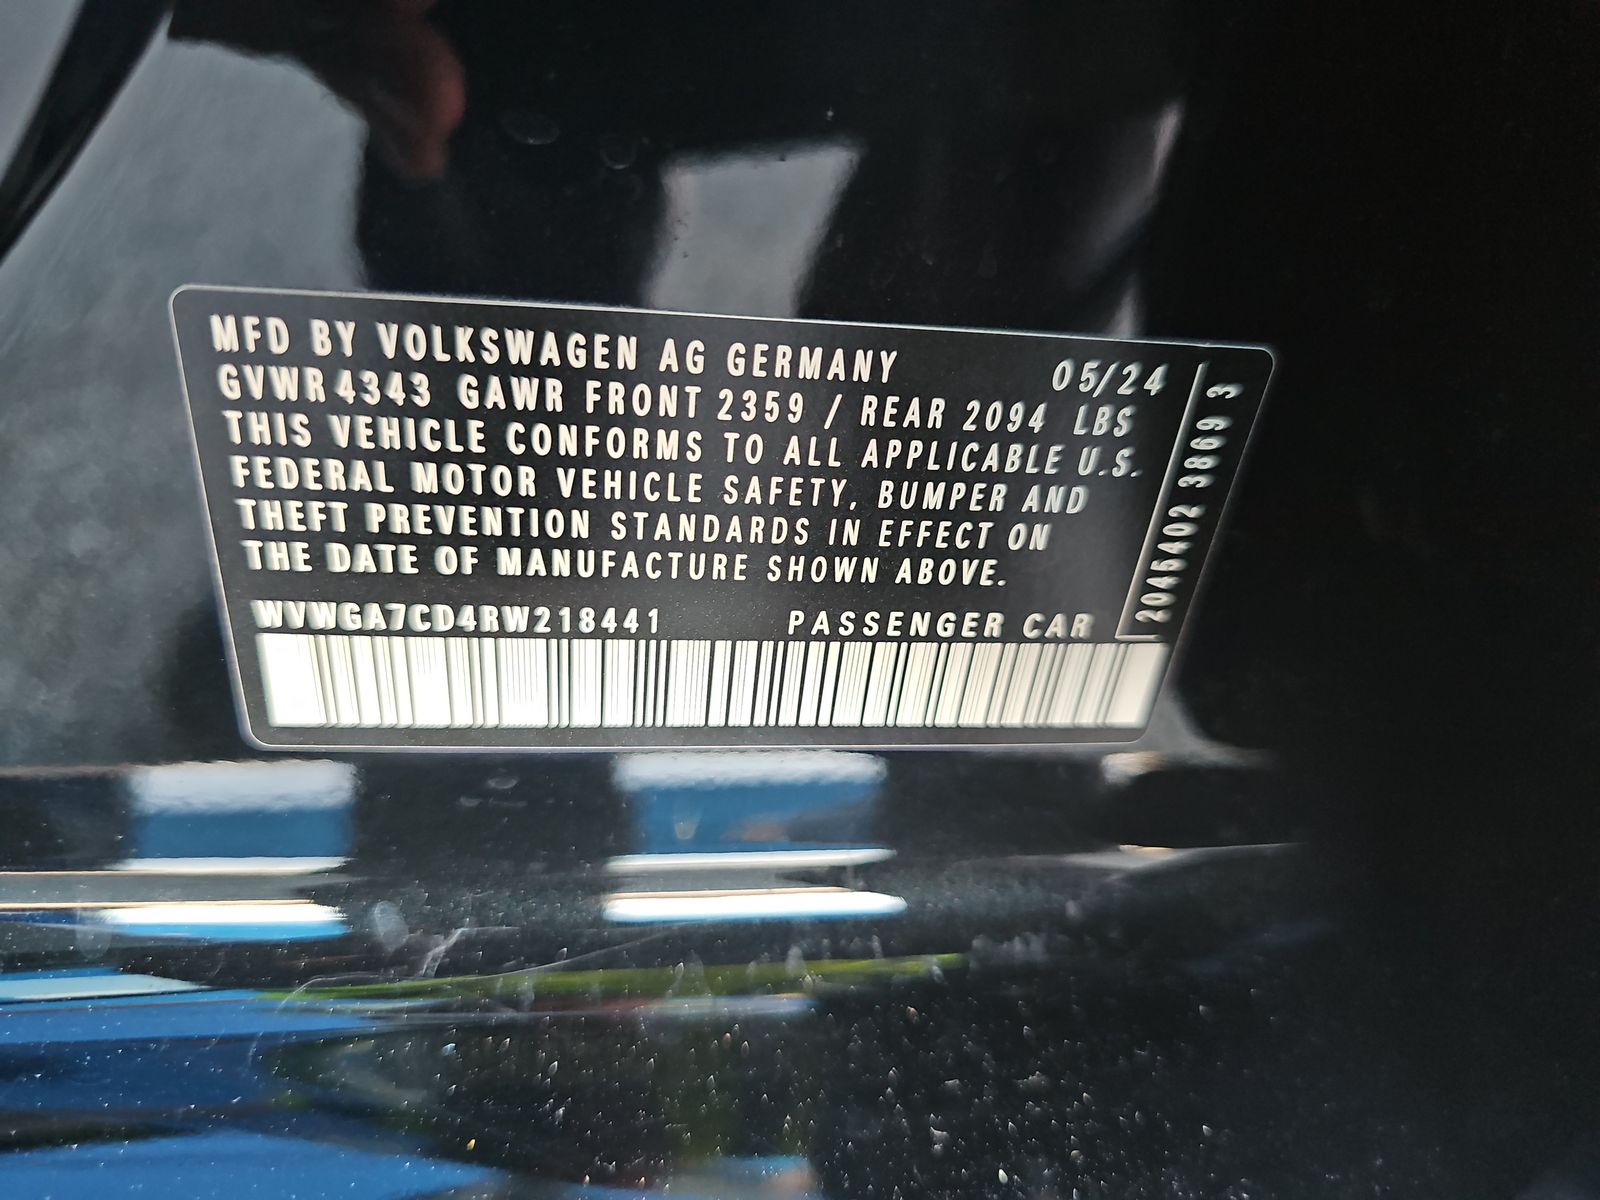 MFD BY VOLKSWAGEN AG GERMANY 05/24
GVWR 4343 GAWR FRONT 2359 / REAR 2094 LBS
THIS VEHICLE CONFORMS TO ALL APPLICABLE U.S.
FEDERAL MOTOR VEHICLE SAFETY, BUMPER AND
THEFT PREVENTION STANDARDS IN EFFECT ON
THE DATE OF MANUFACTURE SHOWN ABOVE.
WVWGA7CD4RW218441 PASSENGER CAR
2045402 3869 3